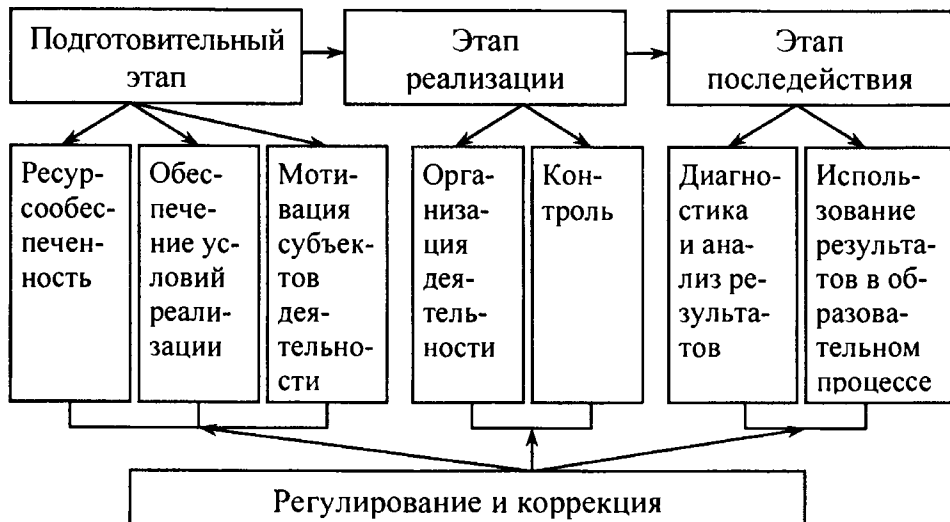 Подготовительный
этап
Этап
реализации
Этап
последействия
Ресур-
сообес-
печен-
ность
Обес-
пече-
ние ус-
ловий
реали-
зации
Моти-
вация
субъек-
тов
дея-
тельно-
сти
Орга-
низа-
ция
дея-
тель-
ности
Кон-
троль
Диагно-
стика
и ана-
лиз ре-
зульта-
тов
Исполь-
зование
результа-
тов в об-
разова-
тельном
процессе
Регулирование и коррекция